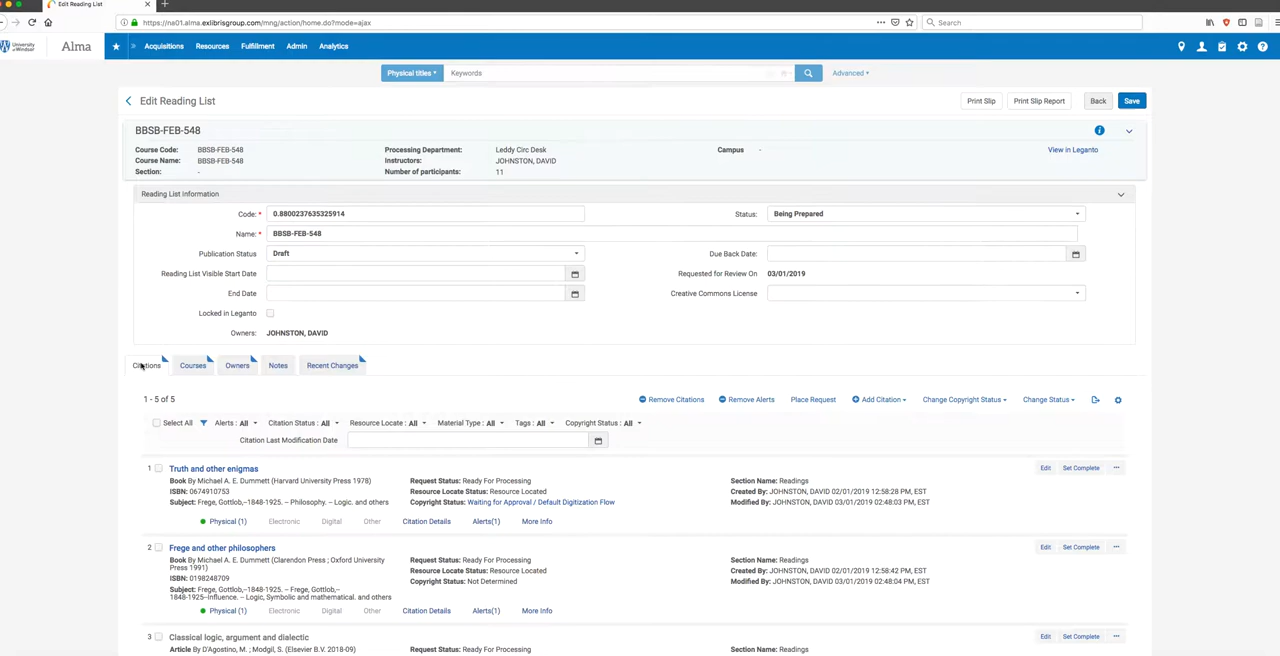 Edit Reading List
https://na01.alma.exlibrisgroup.com/mng/action/home.do?mode=ajax
Search
University of Windsor
Alma
Acquisitions Resources Fulfillment Admin Analytics
Physical titles Keywords Advanced
Edit Reading List
Print Slip Print Slip Report Back Save
BBSB-FEB-548
Course Code: BBSB-FEB-548 Processing Department: Leddy Circ Desk Campus - View in Leganto
Course Name: BBSB-FEB-548 Instructors: JOHNSTON, DAVID
Section: - Number of participants: 11
Reading List Information
Code: * 0.8800237635325914 Status: Being Prepared
Name: * BBSB-FEB-548
Publication Status Draft Due Back Date:
Reading List Visible Start Date Requested for Review On 03/01/2019
End Date Creative Commons License
Locked in Leganto
Owners: JOHNSTON, DAVID
Citations Courses Owners Notes Recent Changes
1 - 5 of 5 Remove Citations Remove Alerts Place Request Add Citation Change Copyright Status Change Status
Select All Alerts : All Citation Status : All Resource Locate : All Material Type : All Tags : All Copyright Status : All
Citation Last Modification Date
1 Truth and other enigmas Edit Set Complete ...
Book By Michael A. E. Dummett (Harvard University Press 1978) Request Status: Ready For Processing Section Name: Readings
ISBN: 0674910753 Resource Locate Status: Resource Located Created By: JOHNSTON, DAVID 02/01/2019 12:58:28 PM, EST
Subject: Frege, Gottlob,--1848-1925. -- Philosophy. -- Logic. and others Copyright Status: Waiting for Approval / Default Digitization Flow Modified By: JOHNSTON, DAVID 03/01/2019 02:48:03 PM, EST
Physical (1) Electronic Digital Other Citation Details Alerts(1) More Info
2 Frege and other philosophers Edit Set Complete ...
Book By Michael A. E. Dummett (Clarendon Press ; Oxford University Press 1991) Request Status: Ready For Processing Section Name: Readings
ISBN: 0198248709 Resource Locate Status: Resource Located Created By: JOHNSTON, DAVID 02/01/2019 12:58:42 PM, EST
Subject: Frege, Gottlob,--1848-1925. -- Frege, Gottlob,--1848-1925--Influence. -- Logic, Symbolic and mathematical. and others Copyright Status: Not Determined Modified By: JOHNSTON, DAVID 03/01/2019 02:48:04 PM, EST
Physical (1) Electronic Digital Other Citation Details Alerts(1) More Info
3 Classical logic, argument and dialectic Edit Set Complete ...
Article By D'Agostino, M. ; Modgil, S. (Elsevier B.V. 2018-09) Request Status: Ready For Processing Section Name: Readings